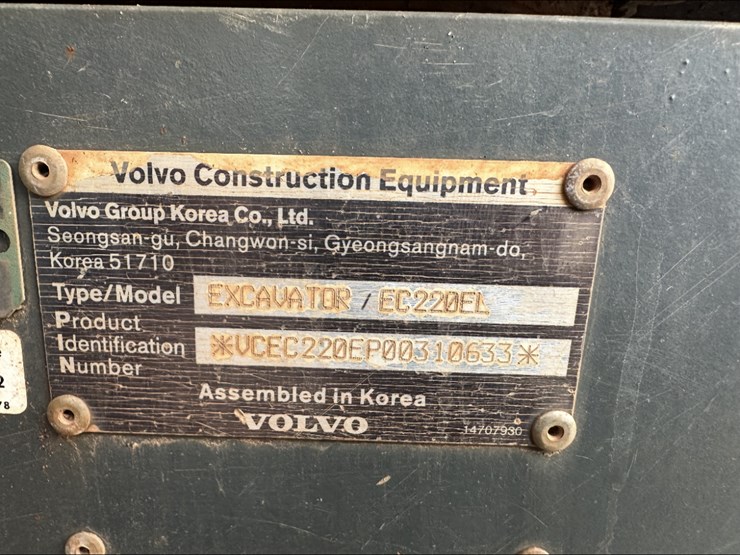 Volvo Construction Equipment
Volvo Group Korea Co., Ltd.
Seongsan-gu, Changwon-si, Gyeongsangnam-do,
Korea 51710
Type/Model EXCAVATOR / EC220EL
Product
Identification *VCEC220EP00310633*
Number
Assembled in Korea
VOLVO
14707930